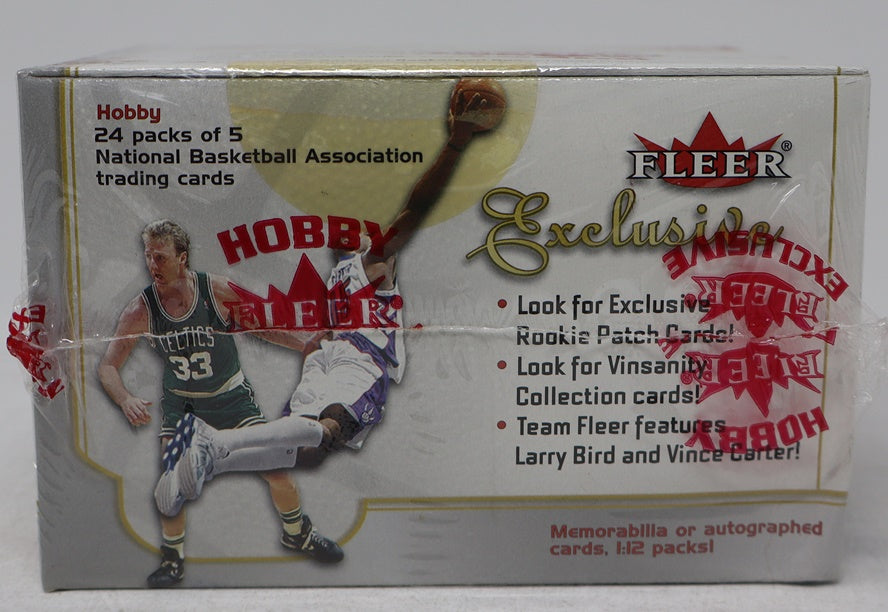 Hobby
24 packs of 5
National Basketball Association
trading cards
FLEER®
Exclusive
HOBBY
FLEER
CELTICS
33
• Look for Exclusive
Rookie Patch Cards!
• Look for Vinsanity
Collection cards!
• Team Fleer features
Larry Bird and Vince Carter!
EXCLUSIVE
FLEER
FLEER
HOBBY
Memorabilia or autographed
cards, 1:12 packs!